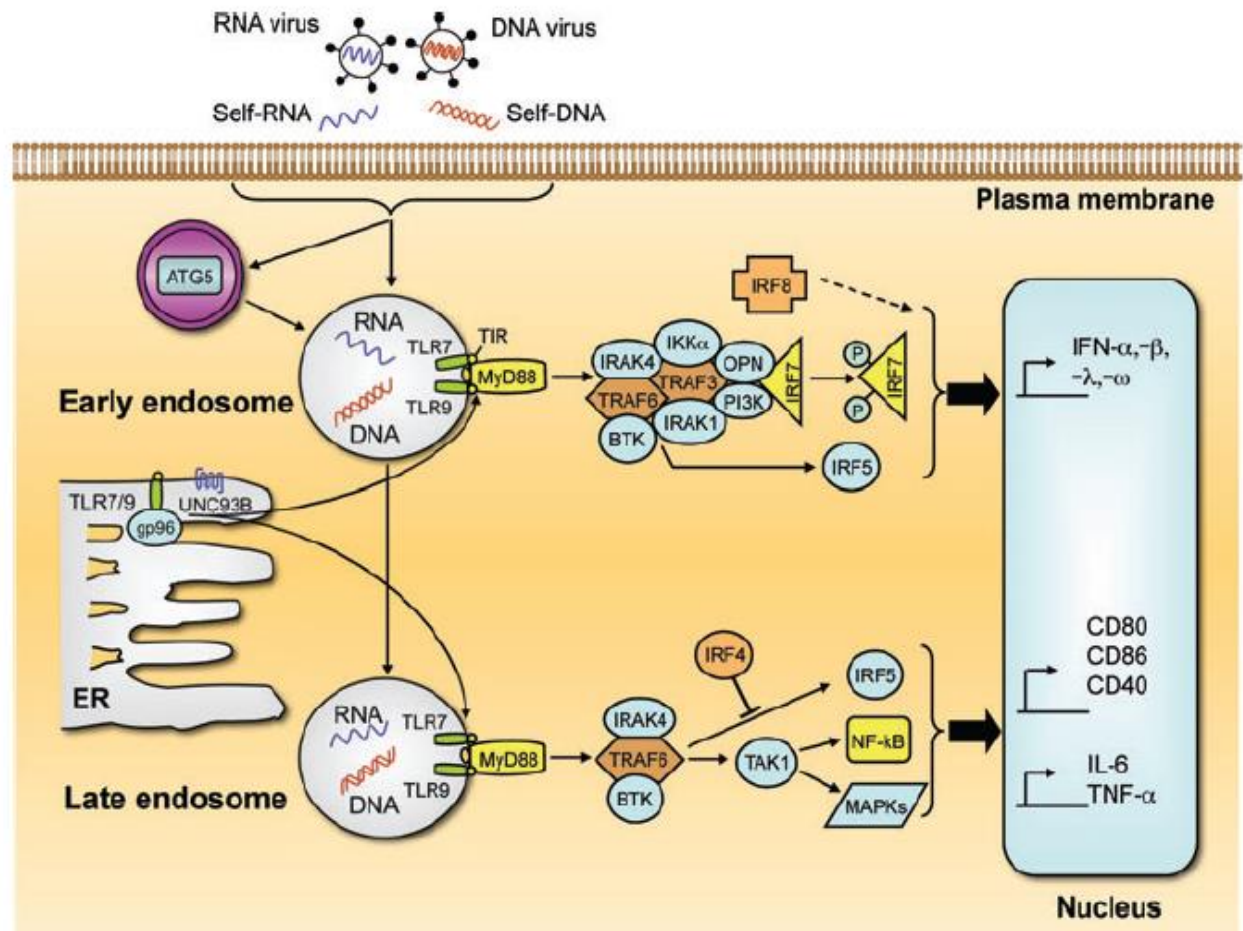 RNA virus
DNA virus
Self-RNA
Self-DNA
Plasma membrane
ATG5
IRF8
RNA
TLR7
TIR
MyD88
TLR9
DNA
Early endosome
IRAK4
IKKα
OPN
TRAF3
TRAF6
IRF7
P
IRF7
P
PI3K
IRAK1
BTK
IRF5
IFN-α,-β,
-λ,-ω
TLR7/9
UNC93B
gp96
ER
IRF4
CD80
CD86
CD40
RNA
TLR7
MyD88
TLR9
DNA
Late endosome
IRAK4
TRAF6
BTK
TAK1
IRF5
NF-kB
MAPKs
IL-6
TNF-α
Nucleus